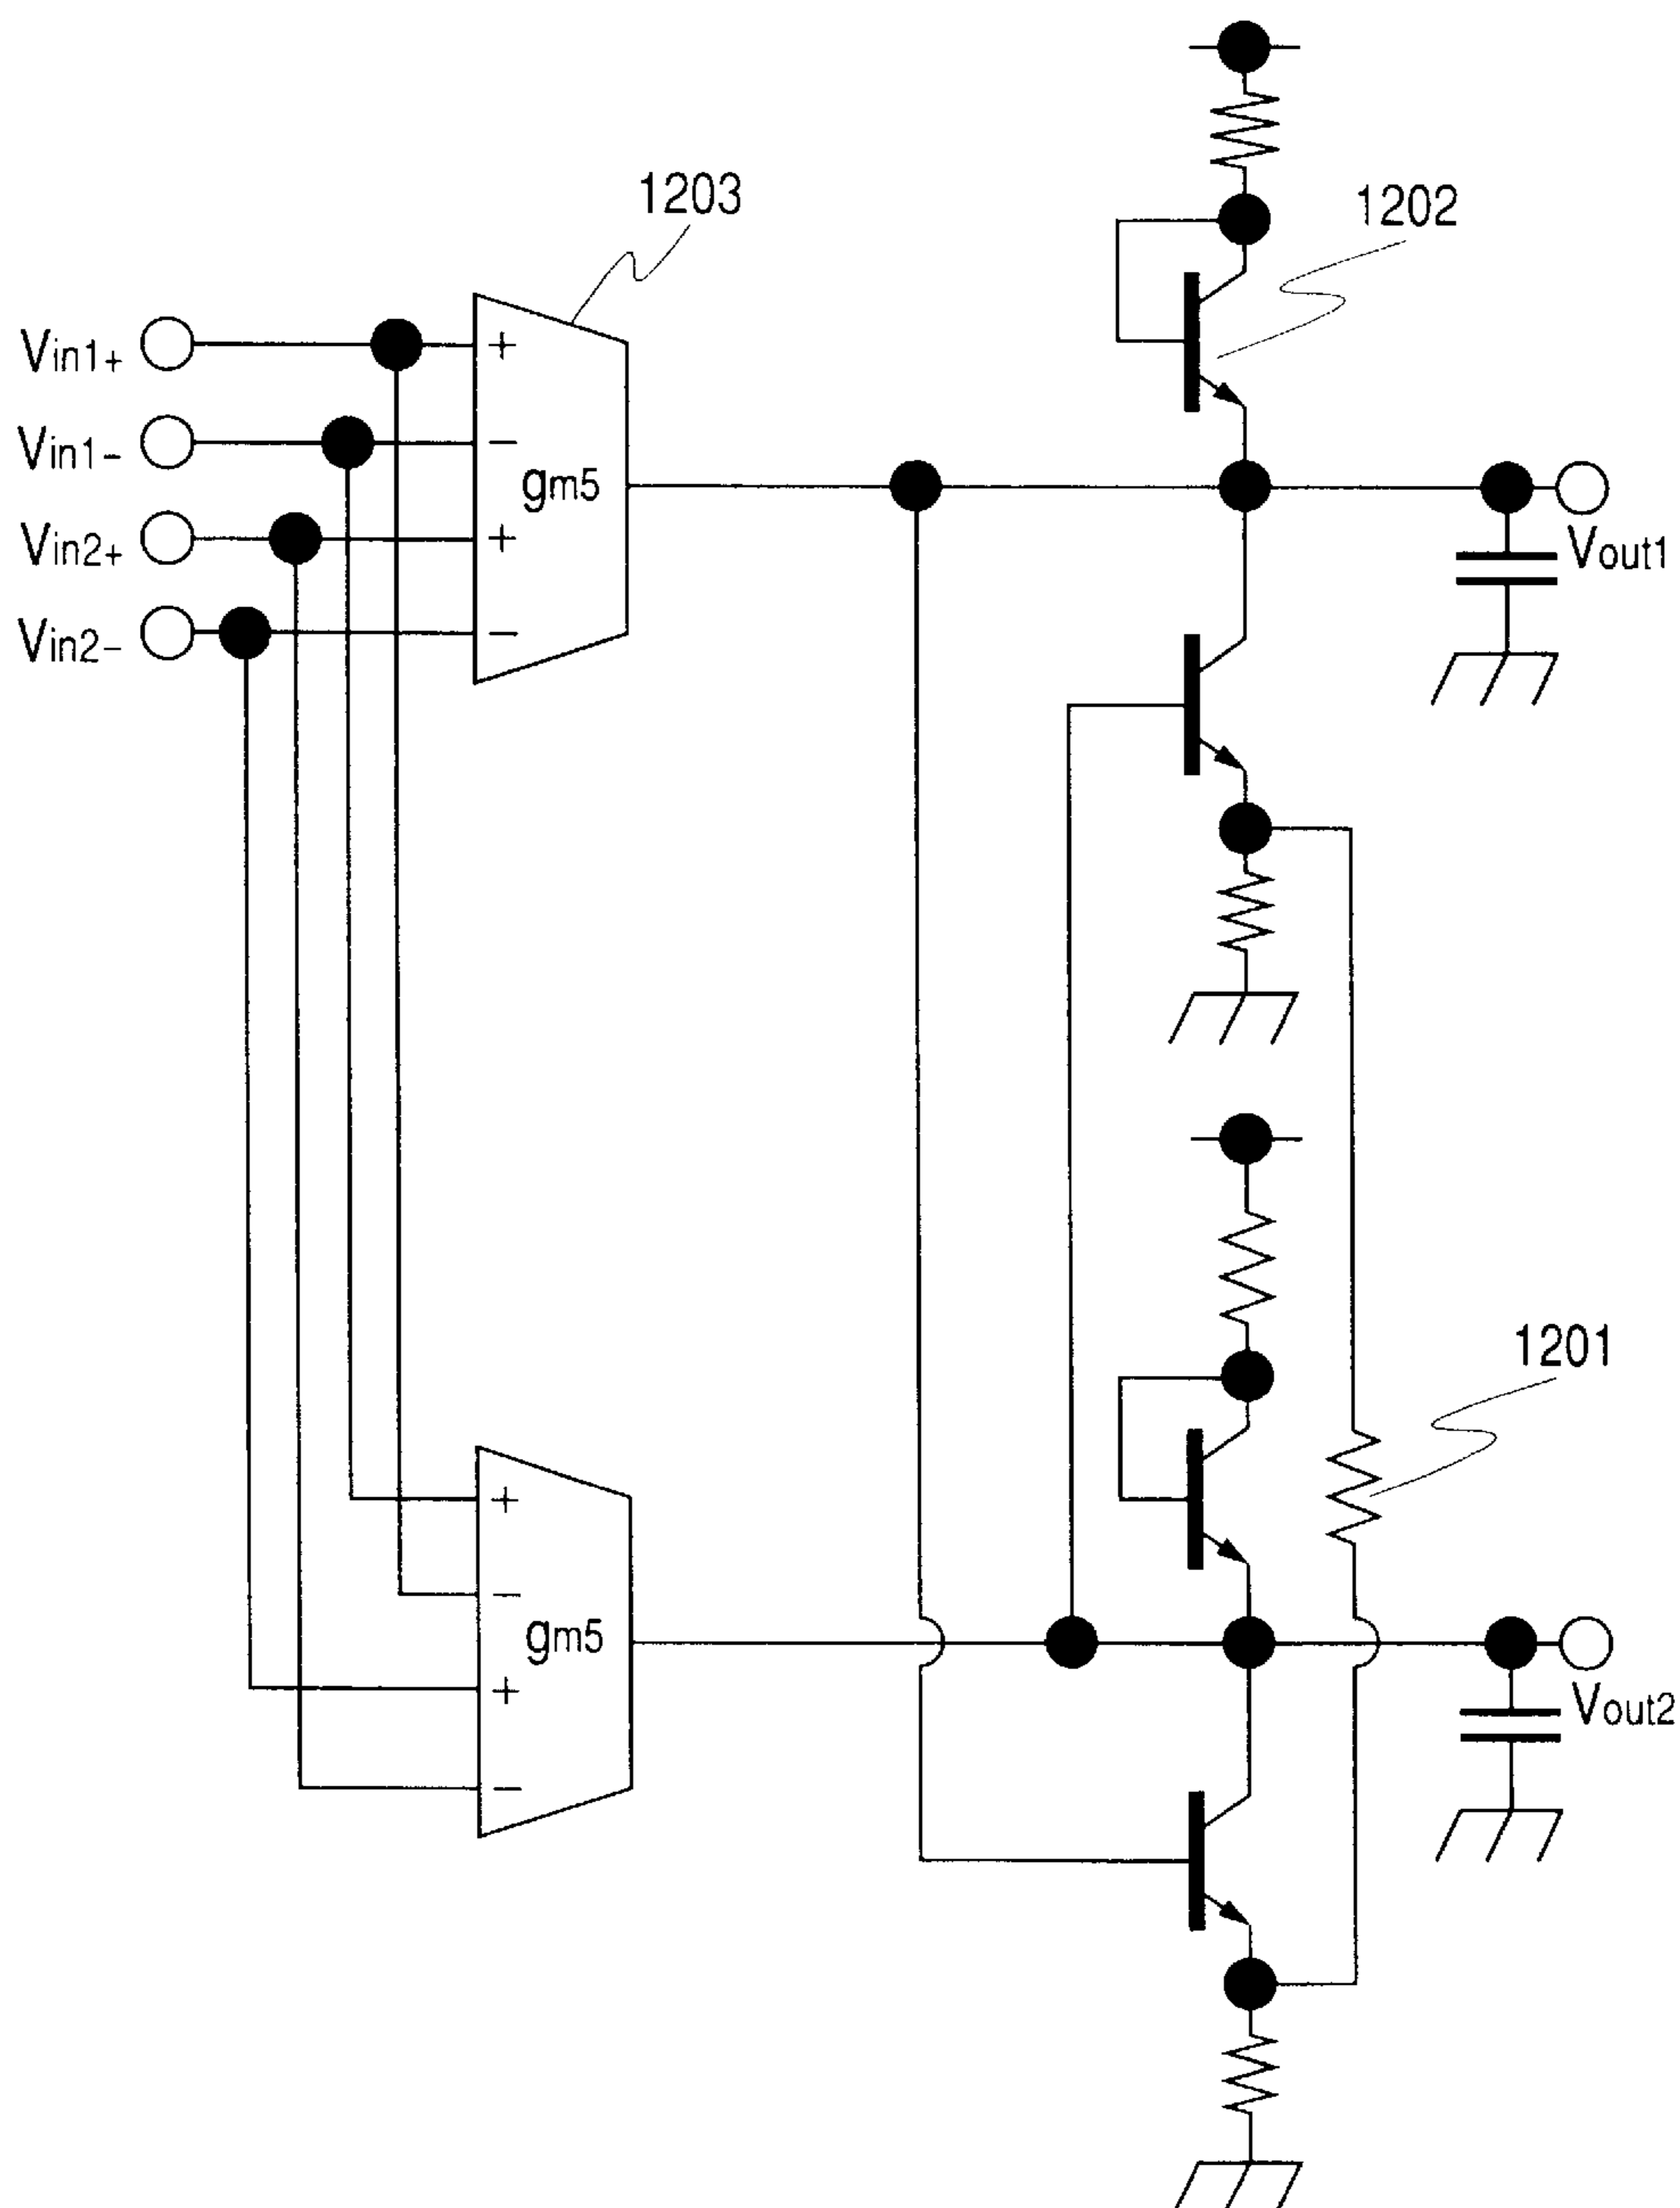 1203
1202
Vin1+
Vin1−
Vin2+
Vin2−
+
−
gm5
+
−
Vout1
1201
+
−
gm5
+
−
Vout2